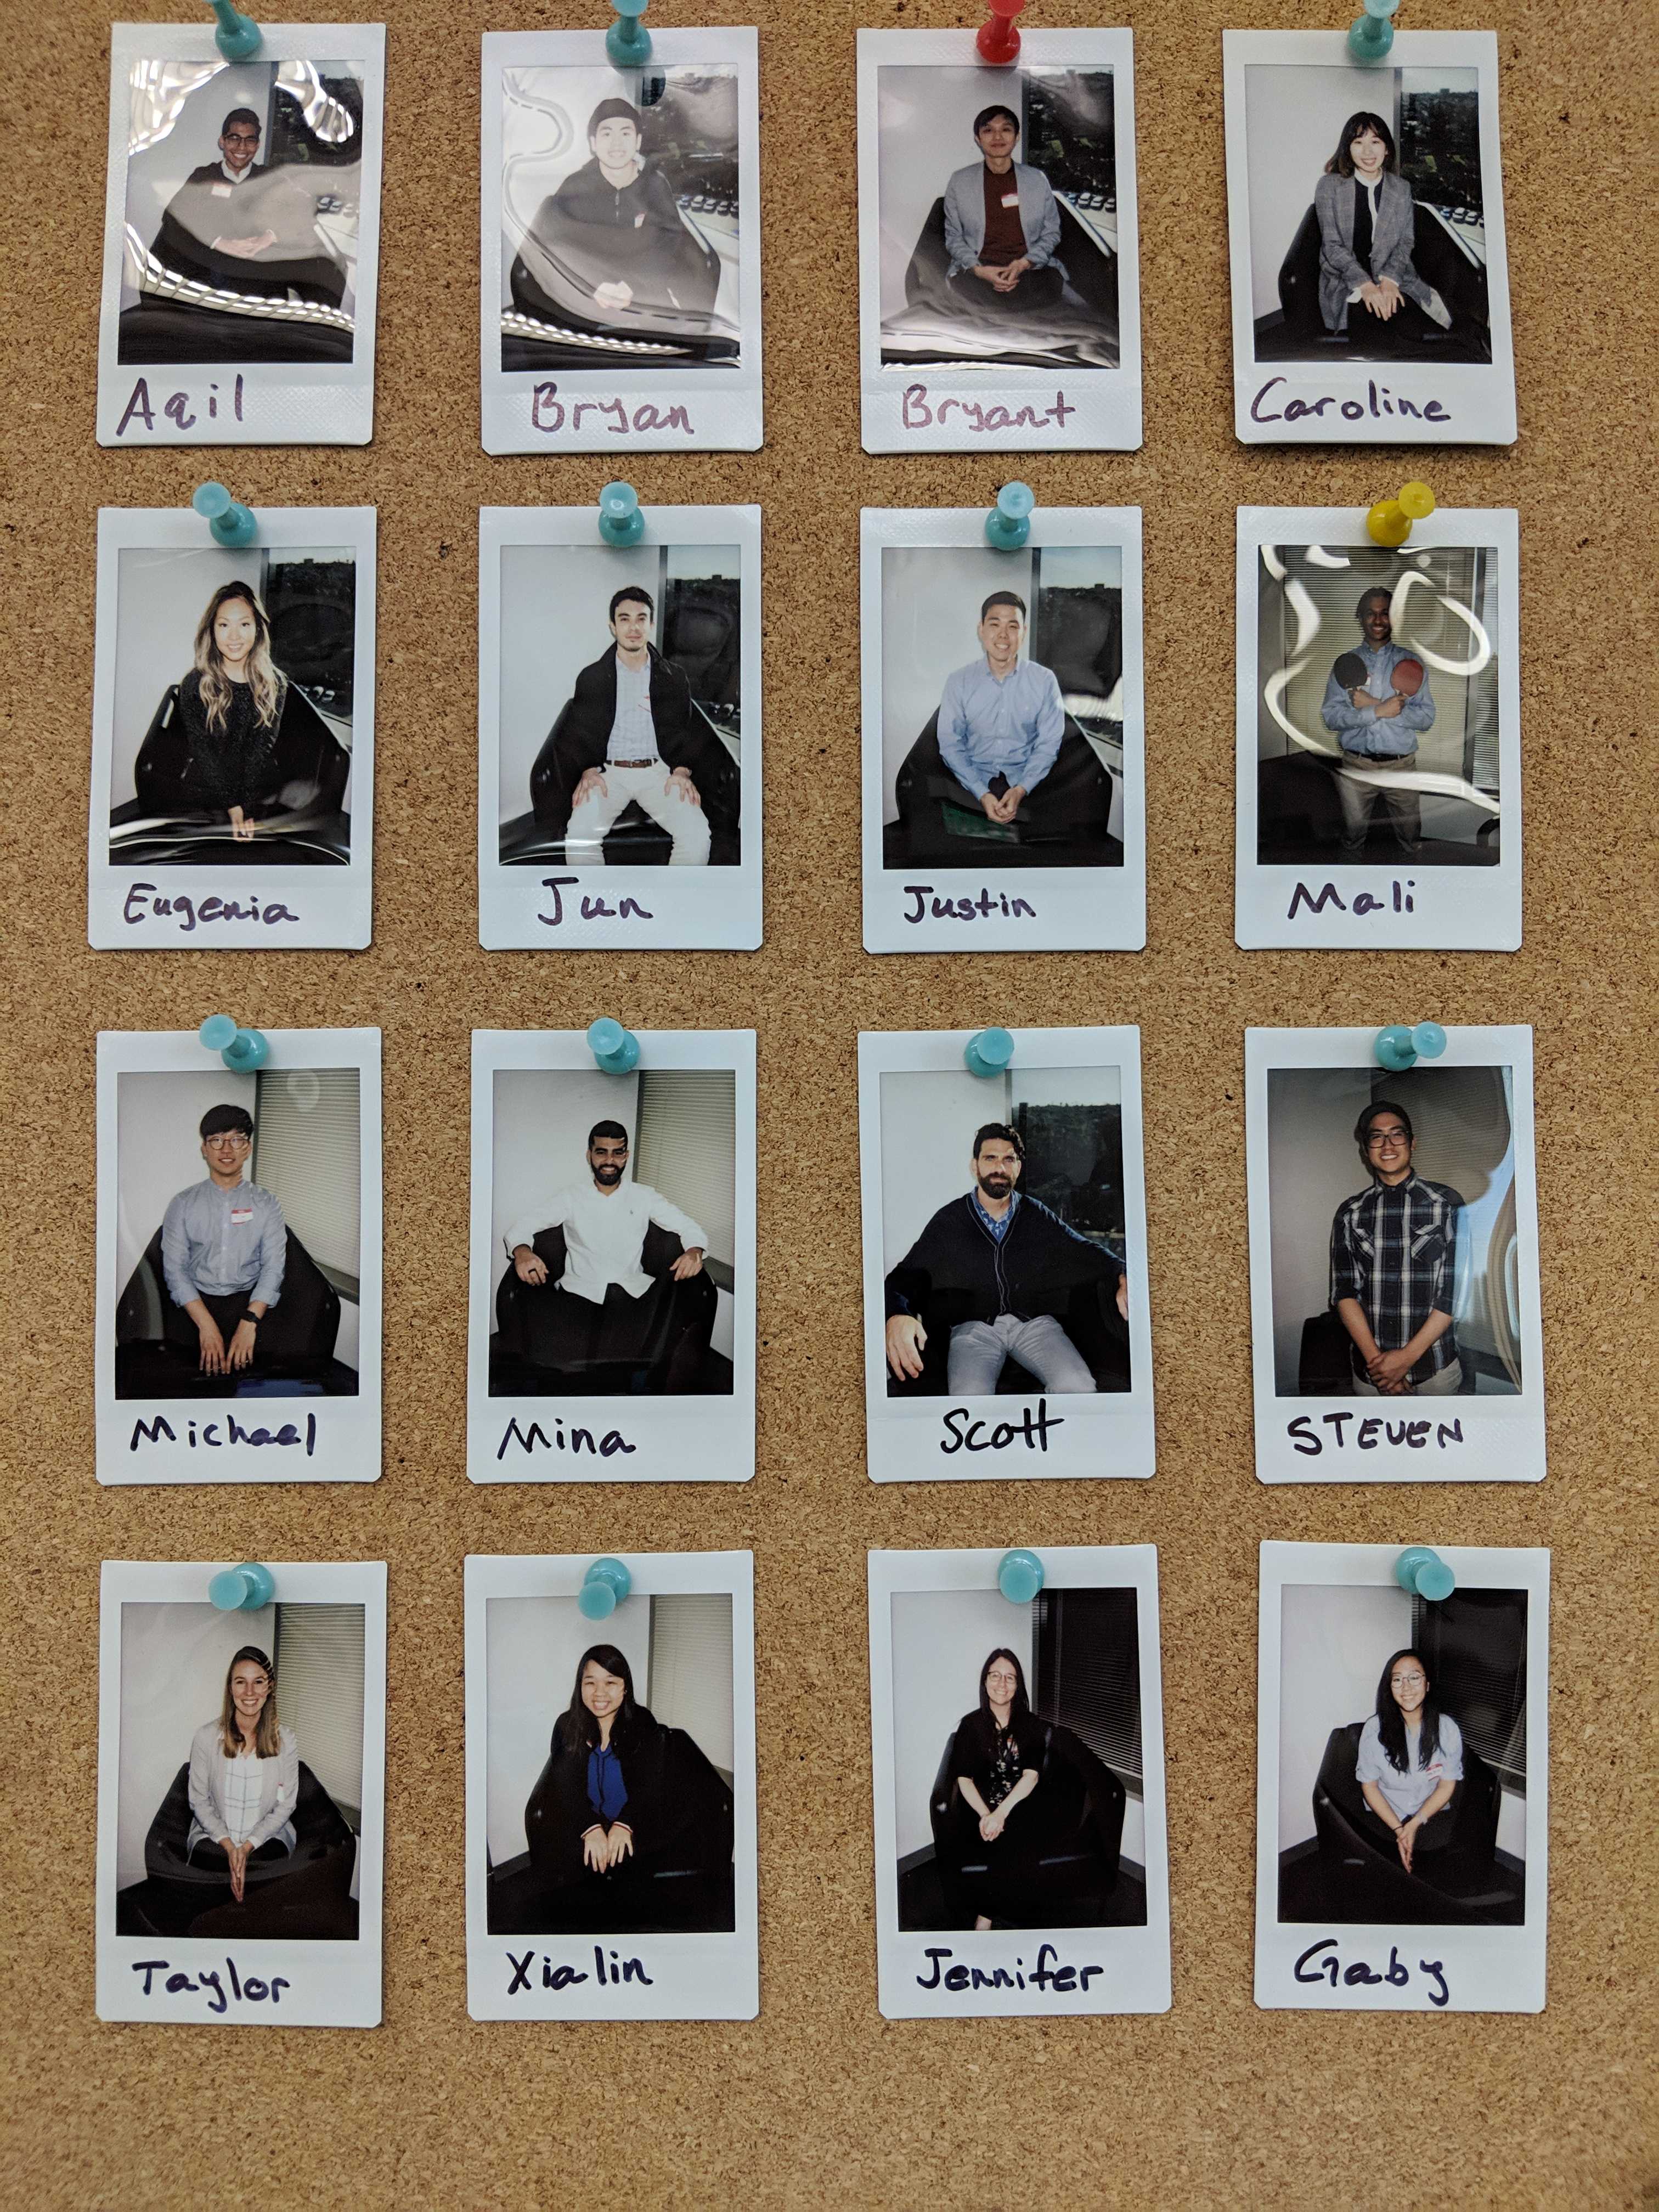 Aqil
Bryan
Bryant
Caroline
Eugenia
Jun
Justin
Mali
Michael
Mina
Scott
STEVEN
Taylor
Xialin
Jennifer
Gaby